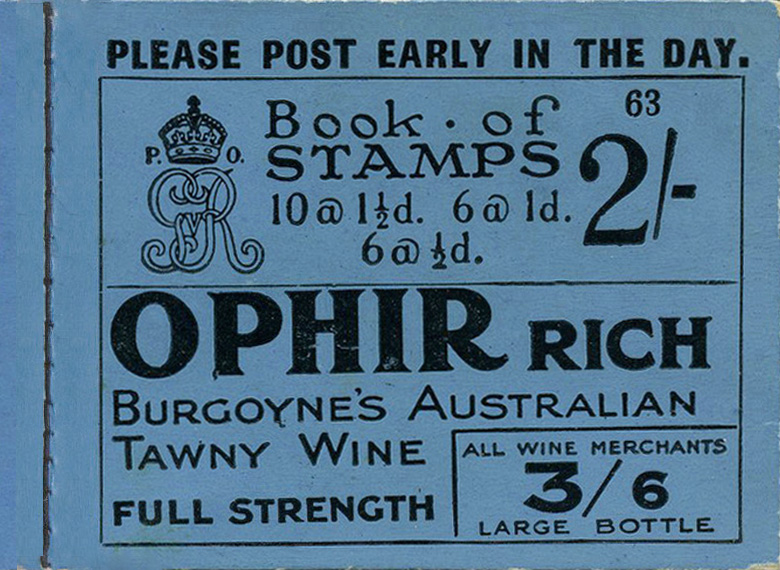 PLEASE POST EARLY IN THE DAY.
63
P. O.
GVR
Book · of
STAMPS
2/-
10 @ 1½d. 6 @ 1d.
6 @ ½d.
OPHIR RICH
BURGOYNE'S AUSTRALIAN
TAWNY WINE
FULL STRENGTH
ALL WINE MERCHANTS
3/6
LARGE BOTTLE